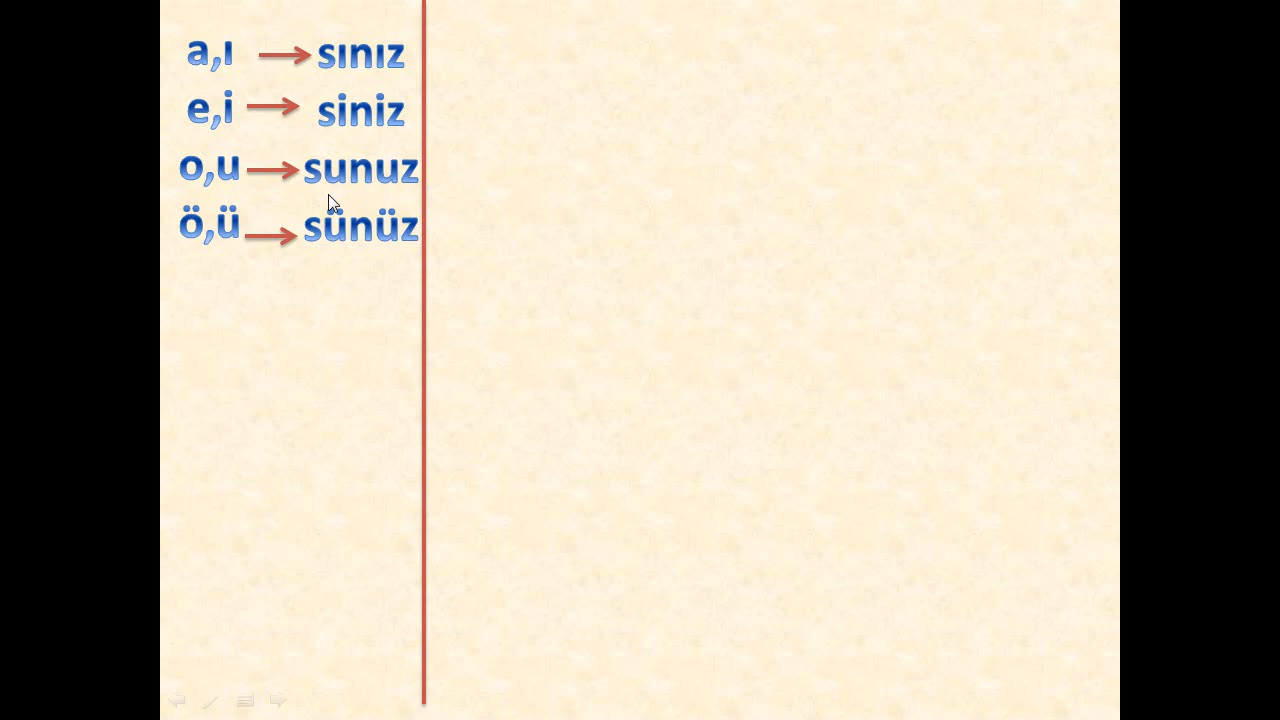 a,ı → sınız
e,i → siniz
o,u → sunuz
ö,ü → sünüz